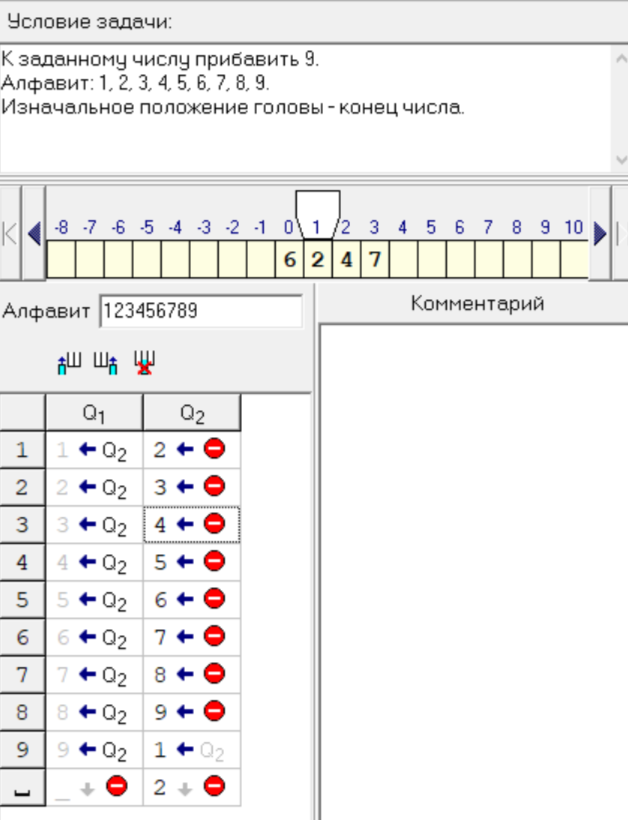 Условие задачи:
К заданному числу прибавить 9.
Алфавит: 1, 2, 3, 4, 5, 6, 7, 8, 9.
Изначальное положение головы - конец числа.
-8 -7 -6 -5 -4 -3 -2 -1 0 1 2 3 4 5 6 7 8 9 10
6 2 4 7
Алфавит 123456789
Комментарий
Q1 Q2
1 1 ← Q2 2 ←
2 2 ← Q2 3 ←
3 3 ← Q2 4 ←
4 4 ← Q2 5 ←
5 5 ← Q2 6 ←
6 6 ← Q2 7 ←
7 7 ← Q2 8 ←
8 8 ← Q2 9 ←
9 9 ← Q2 1 ← Q2
␣ _ ↓ 2 ↓